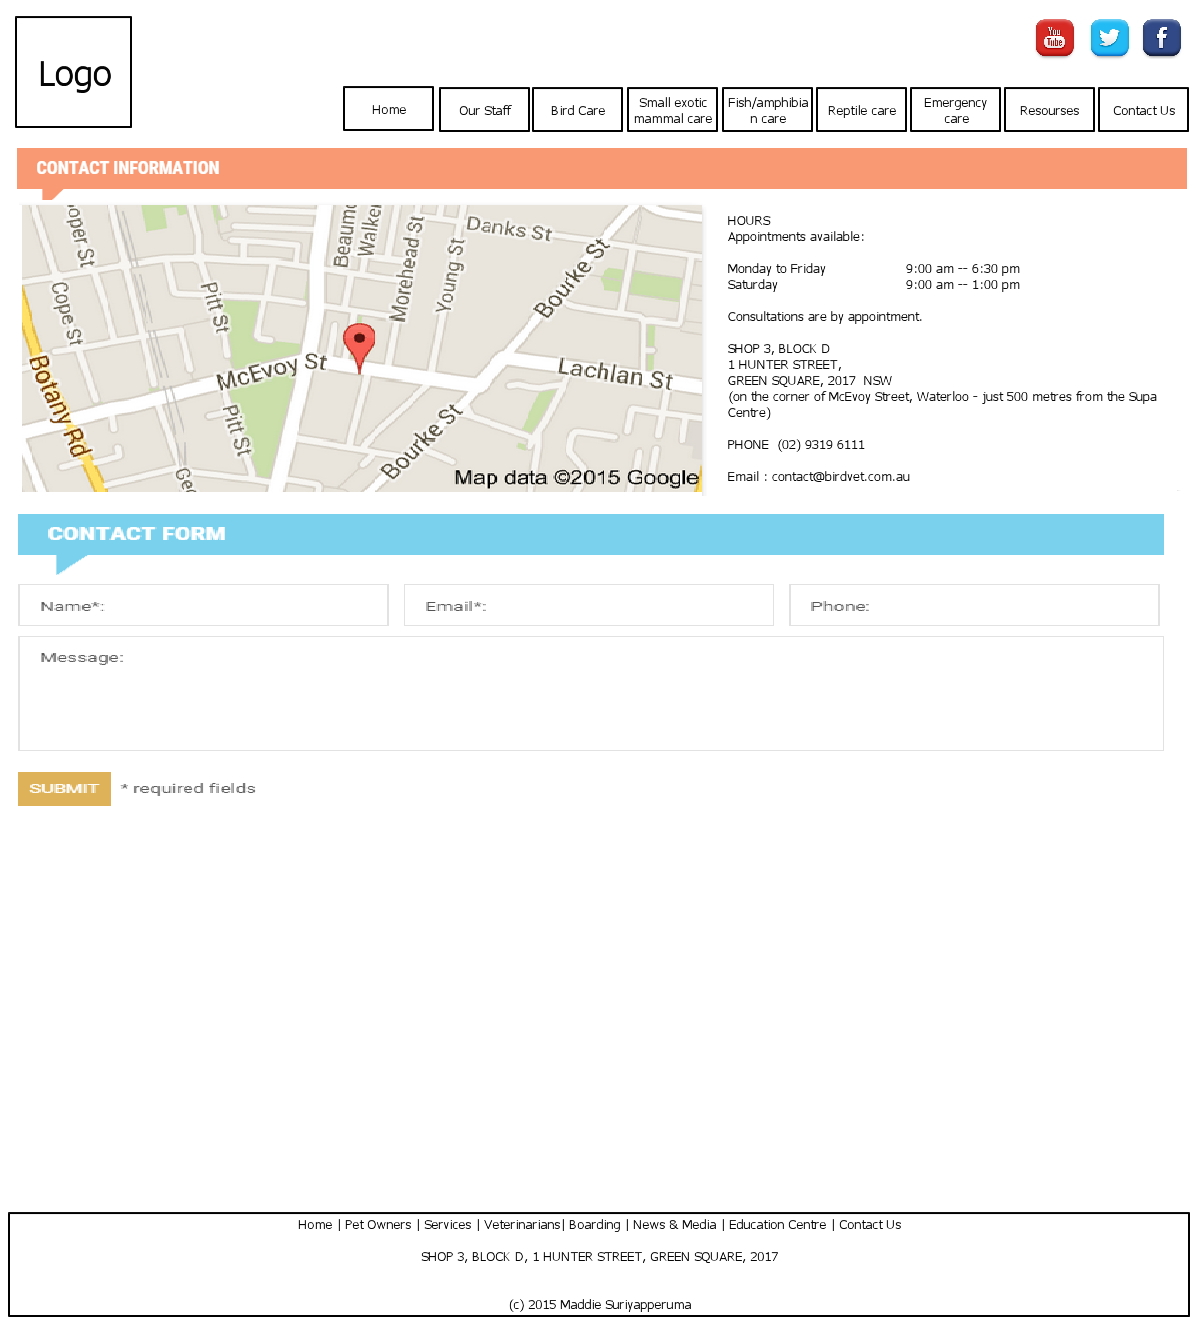 Logo
You
Tube
Home
Our Staff
Bird Care
Small exotic
mammal care
Fish/amphibia
n care
Reptile care
Emergency
care
Resourses
Contact Us
CONTACT INFORMATION
Cope St
Pitt St
Walker
Morehead St
Young St
Danks St
Bourke St
McEvoy St
Lachlan St
Botany Rd
Pitt St
Bourke St
Map data ©2015 Google
HOURS
Appointments available:
Monday to Friday 9:00 am -- 6:30 pm
Saturday 9:00 am -- 1:00 pm
Consultations are by appointment.
SHOP 3, BLOCK D
1 HUNTER STREET,
GREEN SQUARE, 2017 NSW
(on the corner of McEvoy Street, Waterloo - just 500 metres from the Supa
Centre)
PHONE (02) 9319 6111
Email : contact@birdvet.com.au
CONTACT FORM
Name*:
Email*:
Phone:
Message:
SUBMIT * required fields
Home | Pet Owners | Services | Veterinarians| Boarding | News & Media | Education Centre | Contact Us
SHOP 3, BLOCK D, 1 HUNTER STREET, GREEN SQUARE, 2017
(c) 2015 Maddie Suriyapperuma